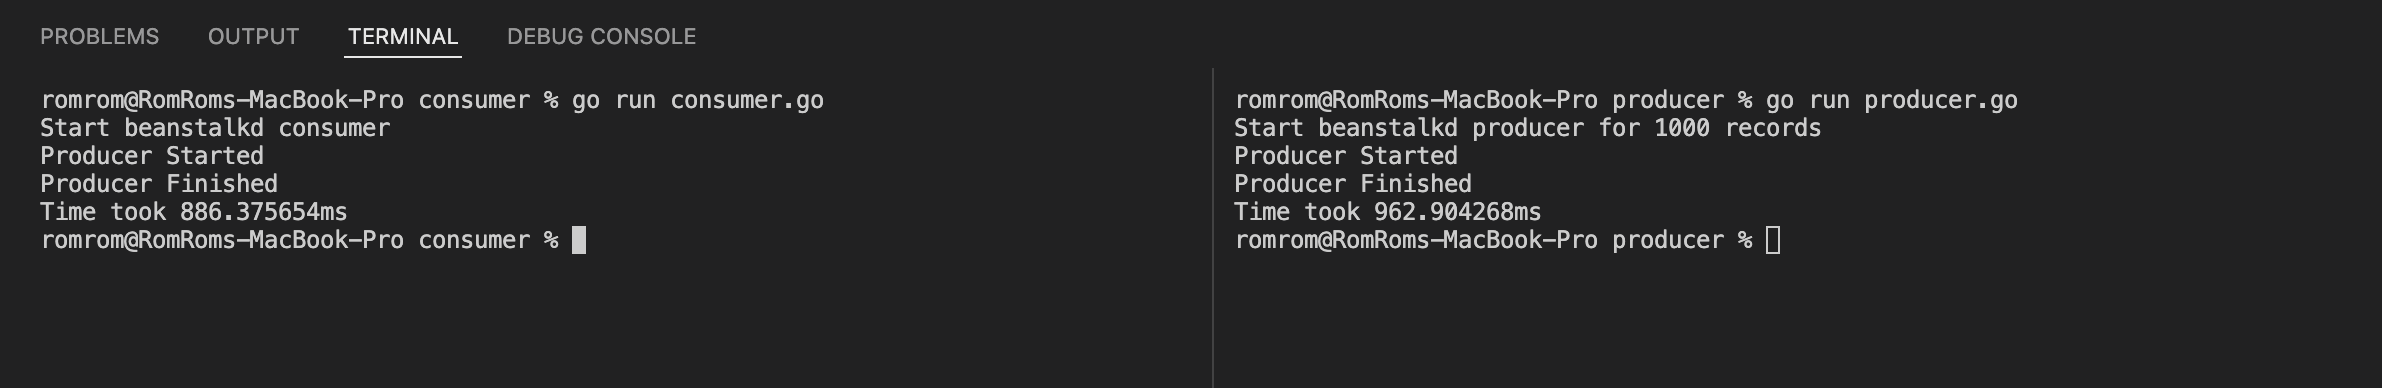 PROBLEMS OUTPUT TERMINAL DEBUG CONSOLE
romrom@RomRoms-MacBook-Pro consumer % go run consumer.go
Start beanstalkd consumer
Producer Started
Producer Finished
Time took 886.375654ms
romrom@RomRoms-MacBook-Pro consumer %
romrom@RomRoms-MacBook-Pro producer % go run producer.go
Start beanstalkd producer for 1000 records
Producer Started
Producer Finished
Time took 962.904268ms
romrom@RomRoms-MacBook-Pro producer %